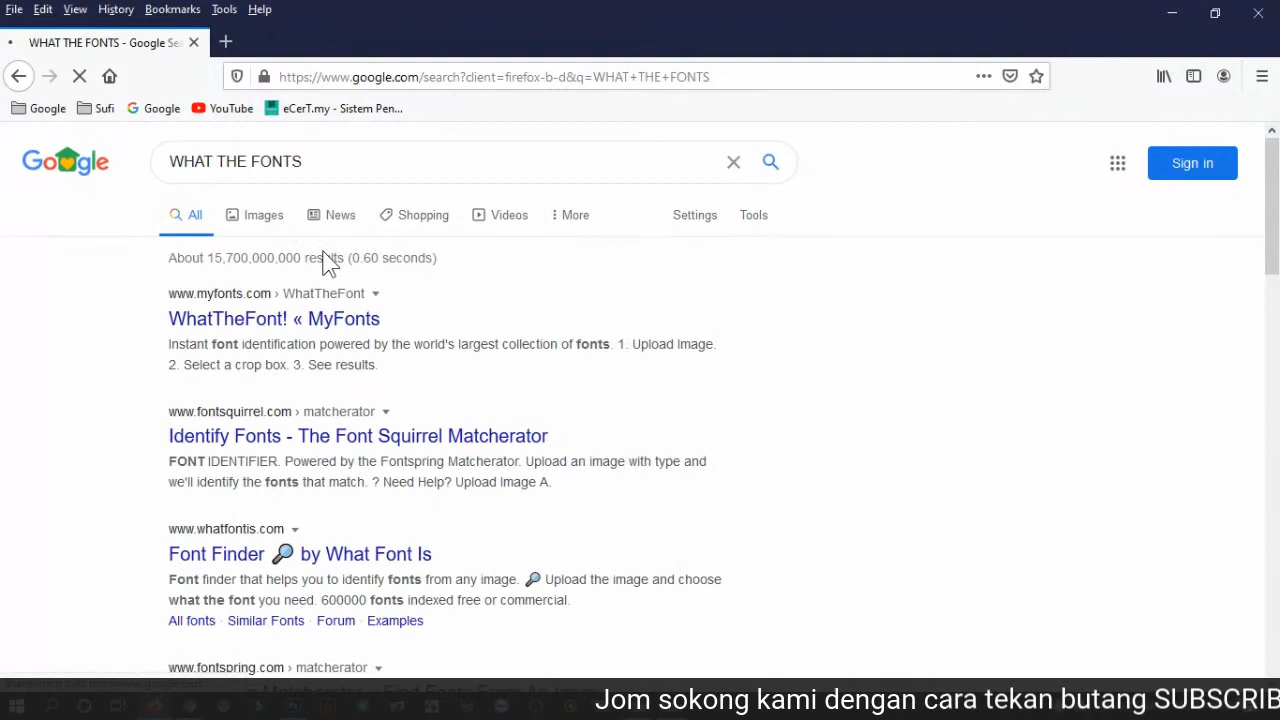 File Edit View History Bookmarks Tools Help
WHAT THE FONTS - Google Sea
https://www.google.com/search?client=firefox-b-d&q=WHAT+THE+FONTS
Google Sufi Google YouTube eCerT.my - Sistem Pen...
Google
WHAT THE FONTS
Sign in
All Images News Shopping Videos More Settings Tools
About 15,700,000,000 results (0.60 seconds)
www.myfonts.com › WhatTheFont
WhatTheFont! « MyFonts
Instant font identification powered by the world's largest collection of fonts. 1. Upload Image.
2. Select a crop box. 3. See results.
www.fontsquirrel.com › matcherator
Identify Fonts - The Font Squirrel Matcherator
FONT IDENTIFIER. Powered by the Fontspring Matcherator. Upload an image with type and
we'll identify the fonts that match. ? Need Help? Upload Image A.
www.whatfontis.com
Font Finder 🔎 by What Font Is
Font finder that helps you to identify fonts from any image. 🔎 Upload the image and choose
what the font you need. 600000 fonts indexed free or commercial.
All fonts · Similar Fonts · Forum · Examples
www.fontspring.com › matcherator
Jom sokong kami dengan cara tekan butang SUBSCRIB